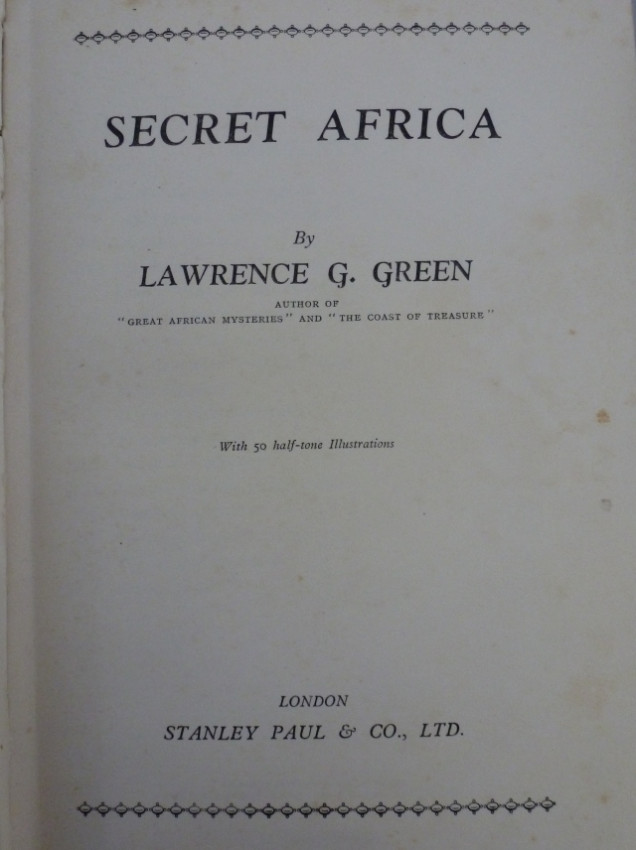 SECRET AFRICA
By
LAWRENCE G. GREEN
AUTHOR OF
"GREAT AFRICAN MYSTERIES" AND "THE COAST OF TREASURE"
With 50 half-tone Illustrations
LONDON
STANLEY PAUL & CO., LTD.